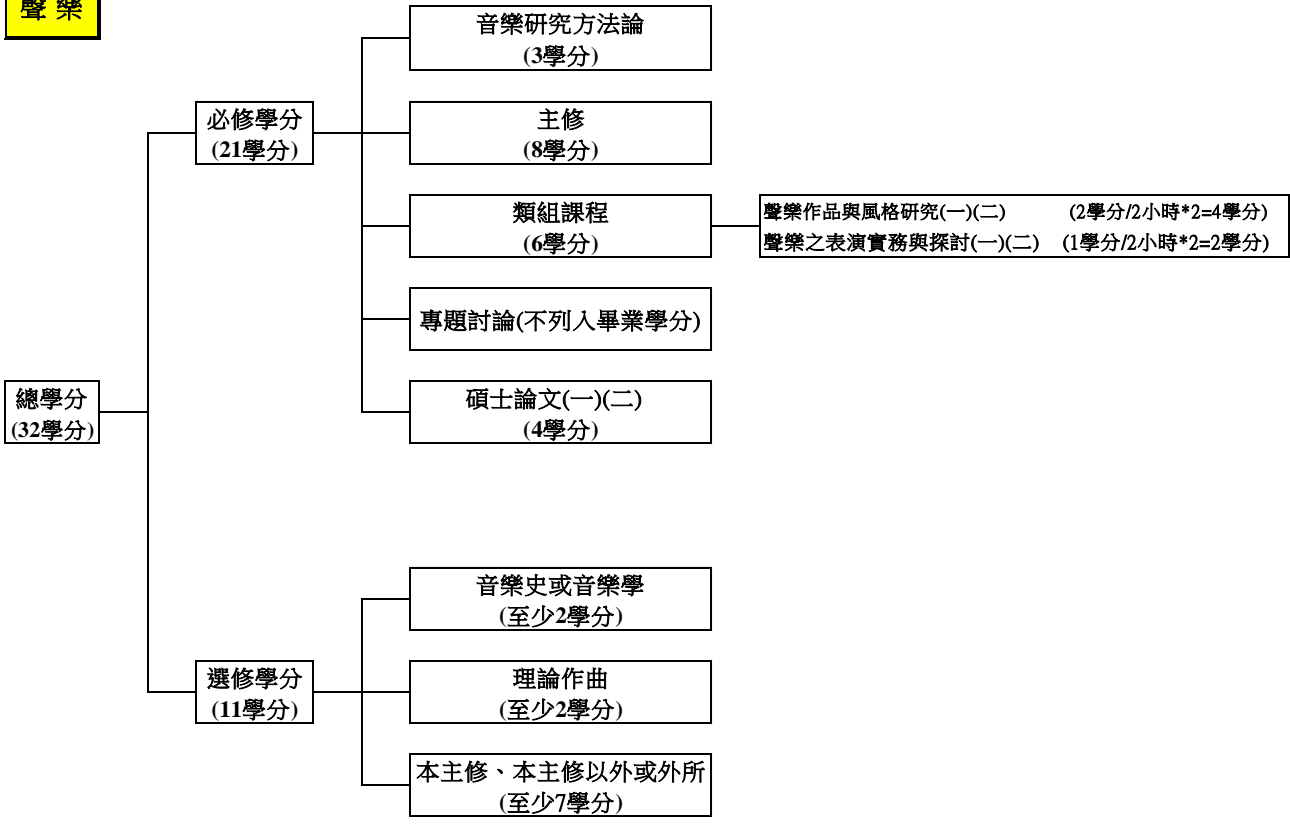 聲樂
音樂研究方法論
(3學分)
必修學分
(21學分)
主修
(8學分)
類組課程
(6學分)
聲樂作品與風格研究(一)(二) (2學分/2小時*2=4學分)
聲樂之表演實務與探討(一)(二) (1學分/2小時*2=2學分)
專題討論(不列入畢業學分)
總學分
(32學分)
碩士論文(一)(二)
(4學分)
音樂史或音樂學
(至少2學分)
選修學分
(11學分)
理論作曲
(至少2學分)
本主修、本主修以外或外所
(至少7學分)